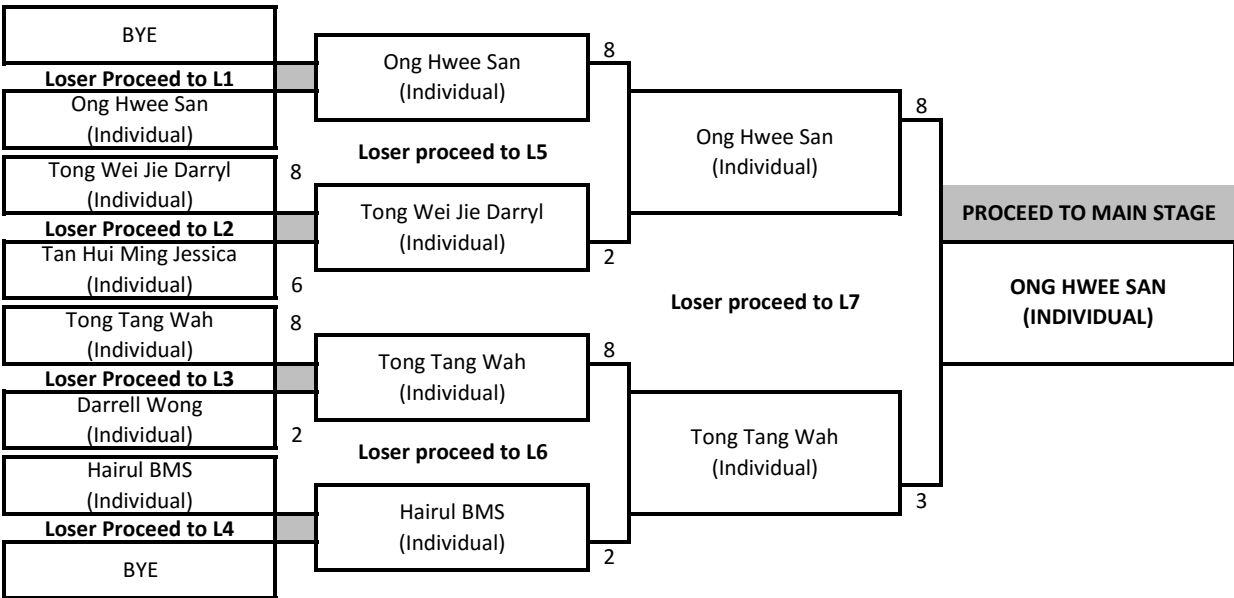 BYE
Loser Proceed to L1
Ong Hwee San
(Individual)
Tong Wei Jie Darryl
(Individual)
8
Loser Proceed to L2
Tan Hui Ming Jessica
(Individual)
6
Tong Tang Wah
(Individual)
8
Loser Proceed to L3
Darrell Wong
(Individual)
2
Hairul BMS
(Individual)
Loser Proceed to L4
BYE
Ong Hwee San
(Individual)
8
Loser proceed to L5
Tong Wei Jie Darryl
(Individual)
2
Tong Tang Wah
(Individual)
8
Loser proceed to L6
Hairul BMS
(Individual)
2
Ong Hwee San
(Individual)
8
Loser proceed to L7
Tong Tang Wah
(Individual)
3
PROCEED TO MAIN STAGE
ONG HWEE SAN
(INDIVIDUAL)